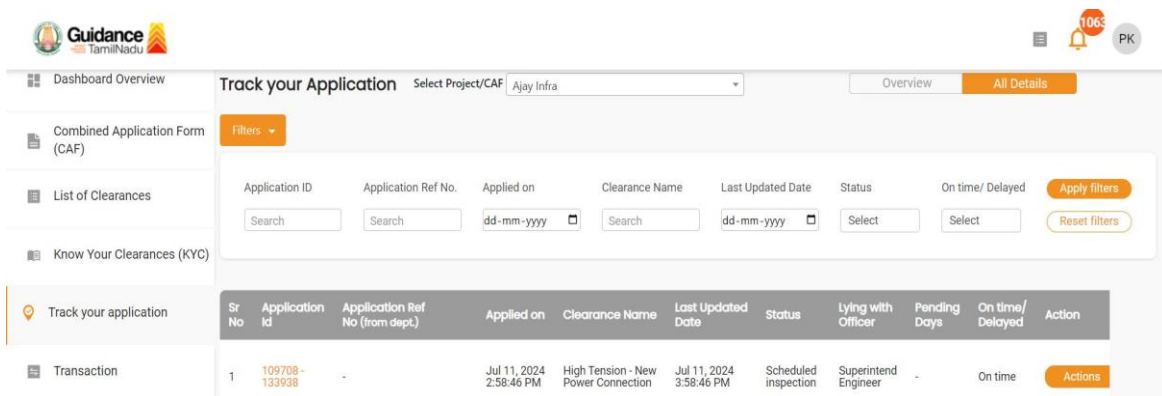 Guidance
TamilNadu
1063
PK
Dashboard Overview
Track your Application
Select Project/CAF
Ajay Infra
Overview
All Details
Combined Application Form
(CAF)
Filters
List of Clearances
Application ID
Application Ref No.
Applied on
Clearance Name
Last Updated Date
Status
On time/ Delayed
Apply filters
Search
Search
dd-mm-yyyy
Search
dd-mm-yyyy
Select
Select
Reset filters
Know Your Clearances (KYC)
Track your application
Sr
No
Application
Id
Application Ref
No (from dept.)
Applied on
Clearance Name
Last Updated
Date
Status
Lying with
Officer
Pending
Days
On time/
Delayed
Action
Transaction
1
109708 -
133938
-
Jul 11, 2024
2:58:46 PM
High Tension - New
Power Connection
Jul 11, 2024
3:58:46 PM
Scheduled
inspection
Superintend
Engineer
-
On time
Actions